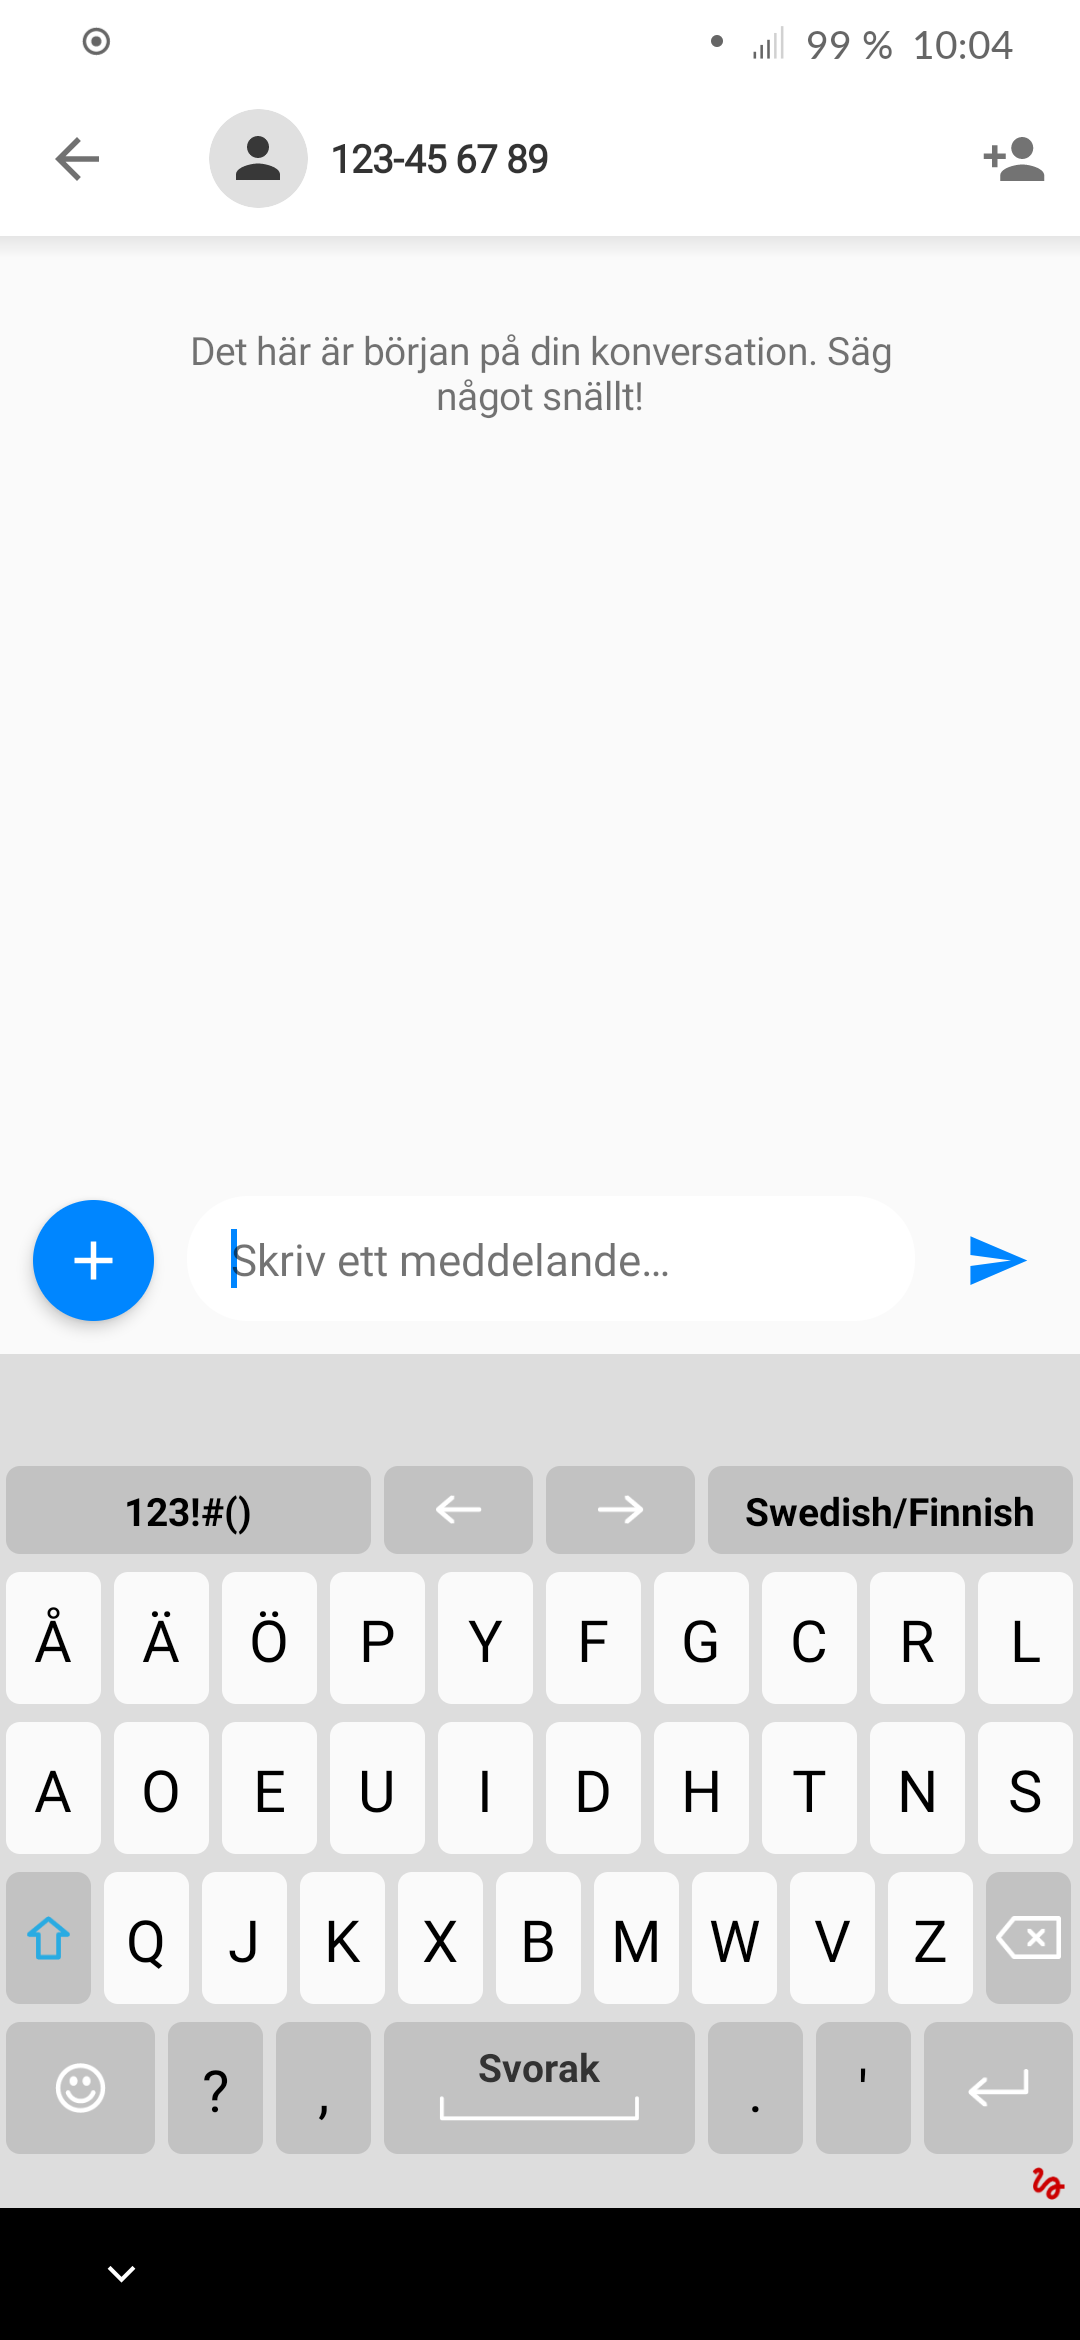 99 % 10:04
123-45 67 89
Det här är början på din konversation. Säg
något snällt!
Skriv ett meddelande...
123!#() Swedish/Finnish
Å Ä Ö P Y F G C R L
A O E U I D H T N S
Q J K X B M W V Z
? , Svorak . '